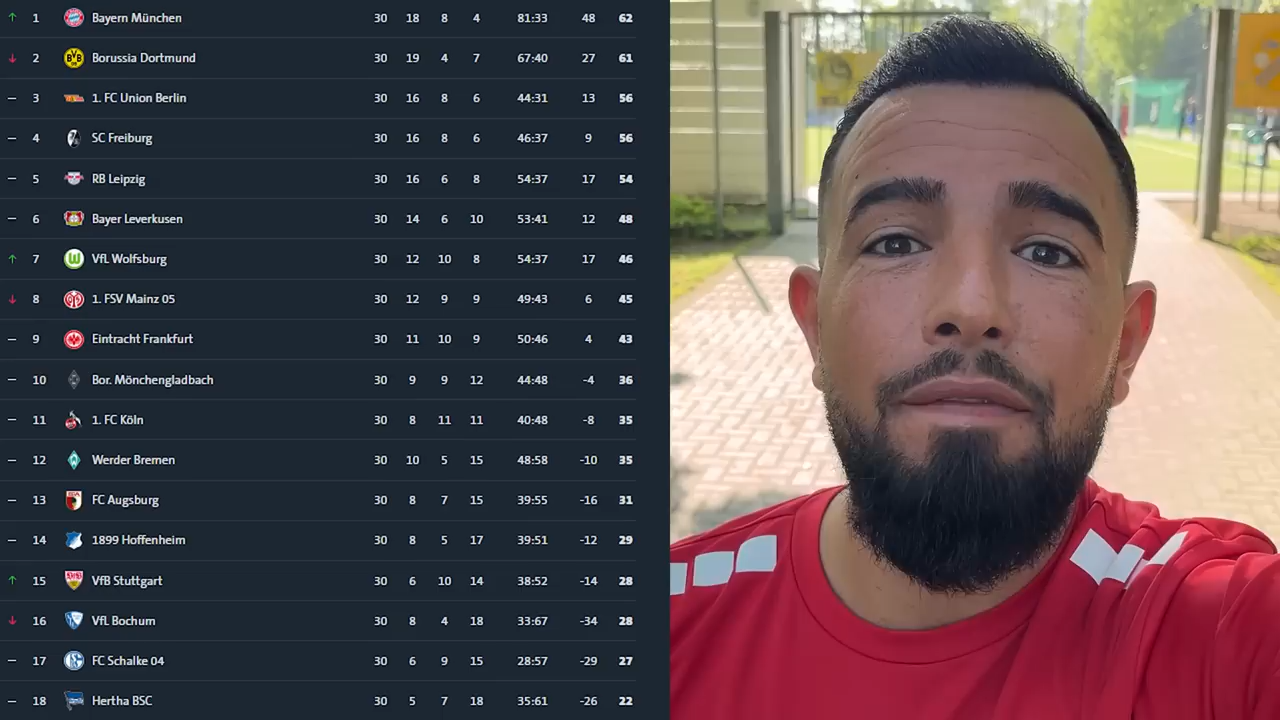 1 Bayern München 30 18 8 4 81:33 48 62
2 Borussia Dortmund 30 19 4 7 67:40 27 61
3 1. FC Union Berlin 30 16 8 6 44:31 13 56
4 SC Freiburg 30 16 8 6 46:37 9 56
5 RB Leipzig 30 16 6 8 54:37 17 54
6 Bayer Leverkusen 30 14 6 10 53:41 12 48
7 VfL Wolfsburg 30 12 10 8 54:37 17 46
8 1. FSV Mainz 05 30 12 9 9 49:43 6 45
9 Eintracht Frankfurt 30 11 10 9 50:46 4 43
10 Bor. Mönchengladbach 30 9 9 12 44:48 -4 36
11 1. FC Köln 30 8 11 11 40:48 -8 35
12 Werder Bremen 30 10 5 15 48:58 -10 35
13 FC Augsburg 30 8 7 15 39:55 -16 31
14 1899 Hoffenheim 30 8 5 17 39:51 -12 29
15 VfB Stuttgart 30 6 10 14 38:52 -14 28
16 VfL Bochum 30 8 4 18 33:67 -34 28
17 FC Schalke 04 30 6 9 15 28:57 -29 27
18 Hertha BSC 30 5 7 18 35:61 -26 22